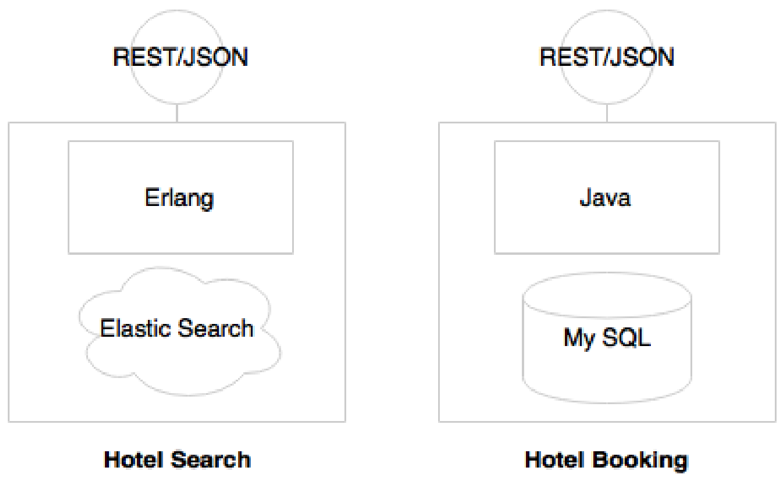 REST/JSON
Erlang
Elastic Search
Hotel Search
REST/JSON
Java
My SQL
Hotel Booking